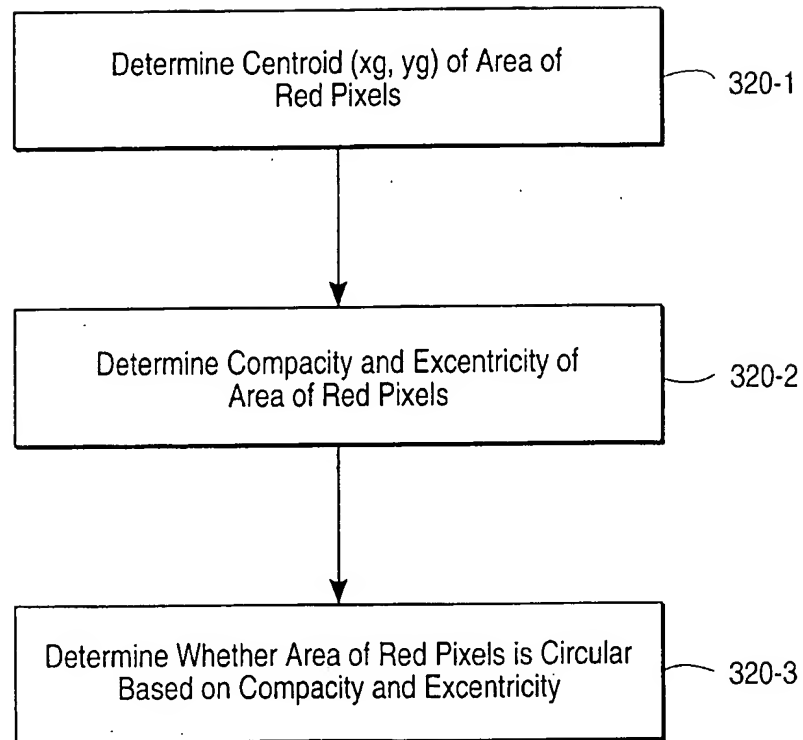 Determine Centroid (xg, yg) of Area of
Red Pixels
320-1
Determine Compacity and Excentricity of
Area of Red Pixels
320-2
Determine Whether Area of Red Pixels is Circular
Based on Compacity and Excentricity
320-3